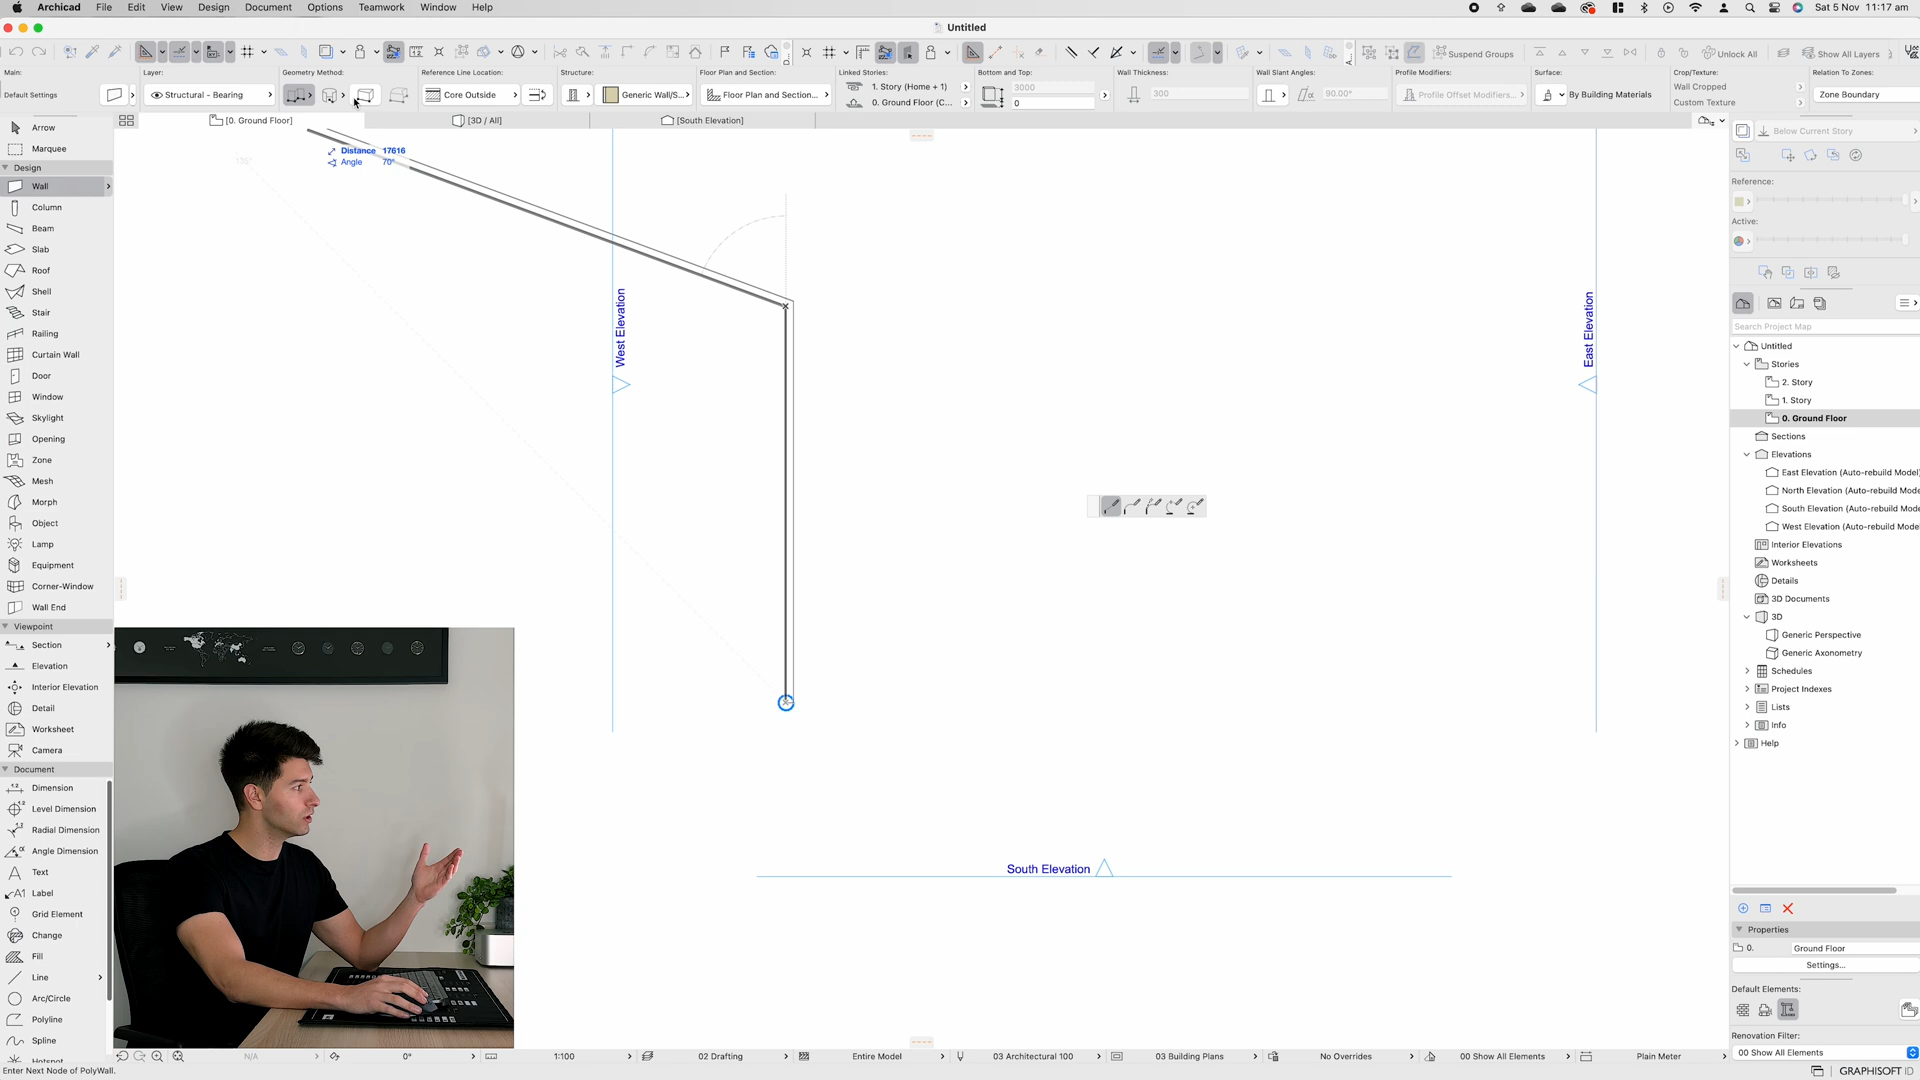 Archicad File Edit View Design Document Options Teamwork Window Help
Sat 5 Nov 11:17 am
Untitled
Suspend Groups
Unlock All
Show All Layers
Main:
Layer:
Geometry Method:
Reference Line Location:
Structure:
Floor Plan and Section:
Linked Stories:
Bottom and Top:
Wall Thickness:
Wall Slant Angles:
Profile Modifiers:
Surface:
Crop/Texture:
Relation To Zones:
Default Settings
Structural - Bearing
Core Outside
Generic Wall/S...
Floor Plan and Section...
1. Story (Home + 1)
0. Ground Floor (C...
3000
0
300
90.00°
Profile Offset Modifiers...
By Building Materials
Wall Cropped
Custom Texture
Zone Boundary
[0. Ground Floor]
[3D / All]
[South Elevation]
Arrow
Marquee
Design
Wall
Column
Beam
Slab
Roof
Shell
Stair
Railing
Curtain Wall
Door
Window
Skylight
Opening
Zone
Mesh
Morph
Object
Lamp
Equipment
Corner-Window
Wall End
Viewpoint
Section
Elevation
Interior Elevation
Detail
Worksheet
Camera
Document
Dimension
Level Dimension
Radial Dimension
Angle Dimension
Text
Label
Grid Element
Change
Fill
Line
Arc/Circle
Polyline
Spline
Hotspot
Distance 17616
Angle 70°
West Elevation
East Elevation
South Elevation
Below Current Story
Reference:
Active:
Search Project Map
Untitled
Stories
2. Story
1. Story
0. Ground Floor
Sections
Elevations
East Elevation (Auto-rebuild Model)
North Elevation (Auto-rebuild Mode
South Elevation (Auto-rebuild Mode
West Elevation (Auto-rebuild Mode
Interior Elevations
Worksheets
Details
3D Documents
3D
Generic Perspective
Generic Axonometry
Schedules
Project Indexes
Lists
Info
Help
Properties
0. Ground Floor
Settings...
Default Elements:
Renovation Filter:
00 Show All Elements
N/A
0°
1:100
02 Drafting
Entire Model
03 Architectural 100
03 Building Plans
No Overrides
00 Show All Elements
Plain Meter
Enter Next Node of PolyWall.
GRAPHISOFT ID